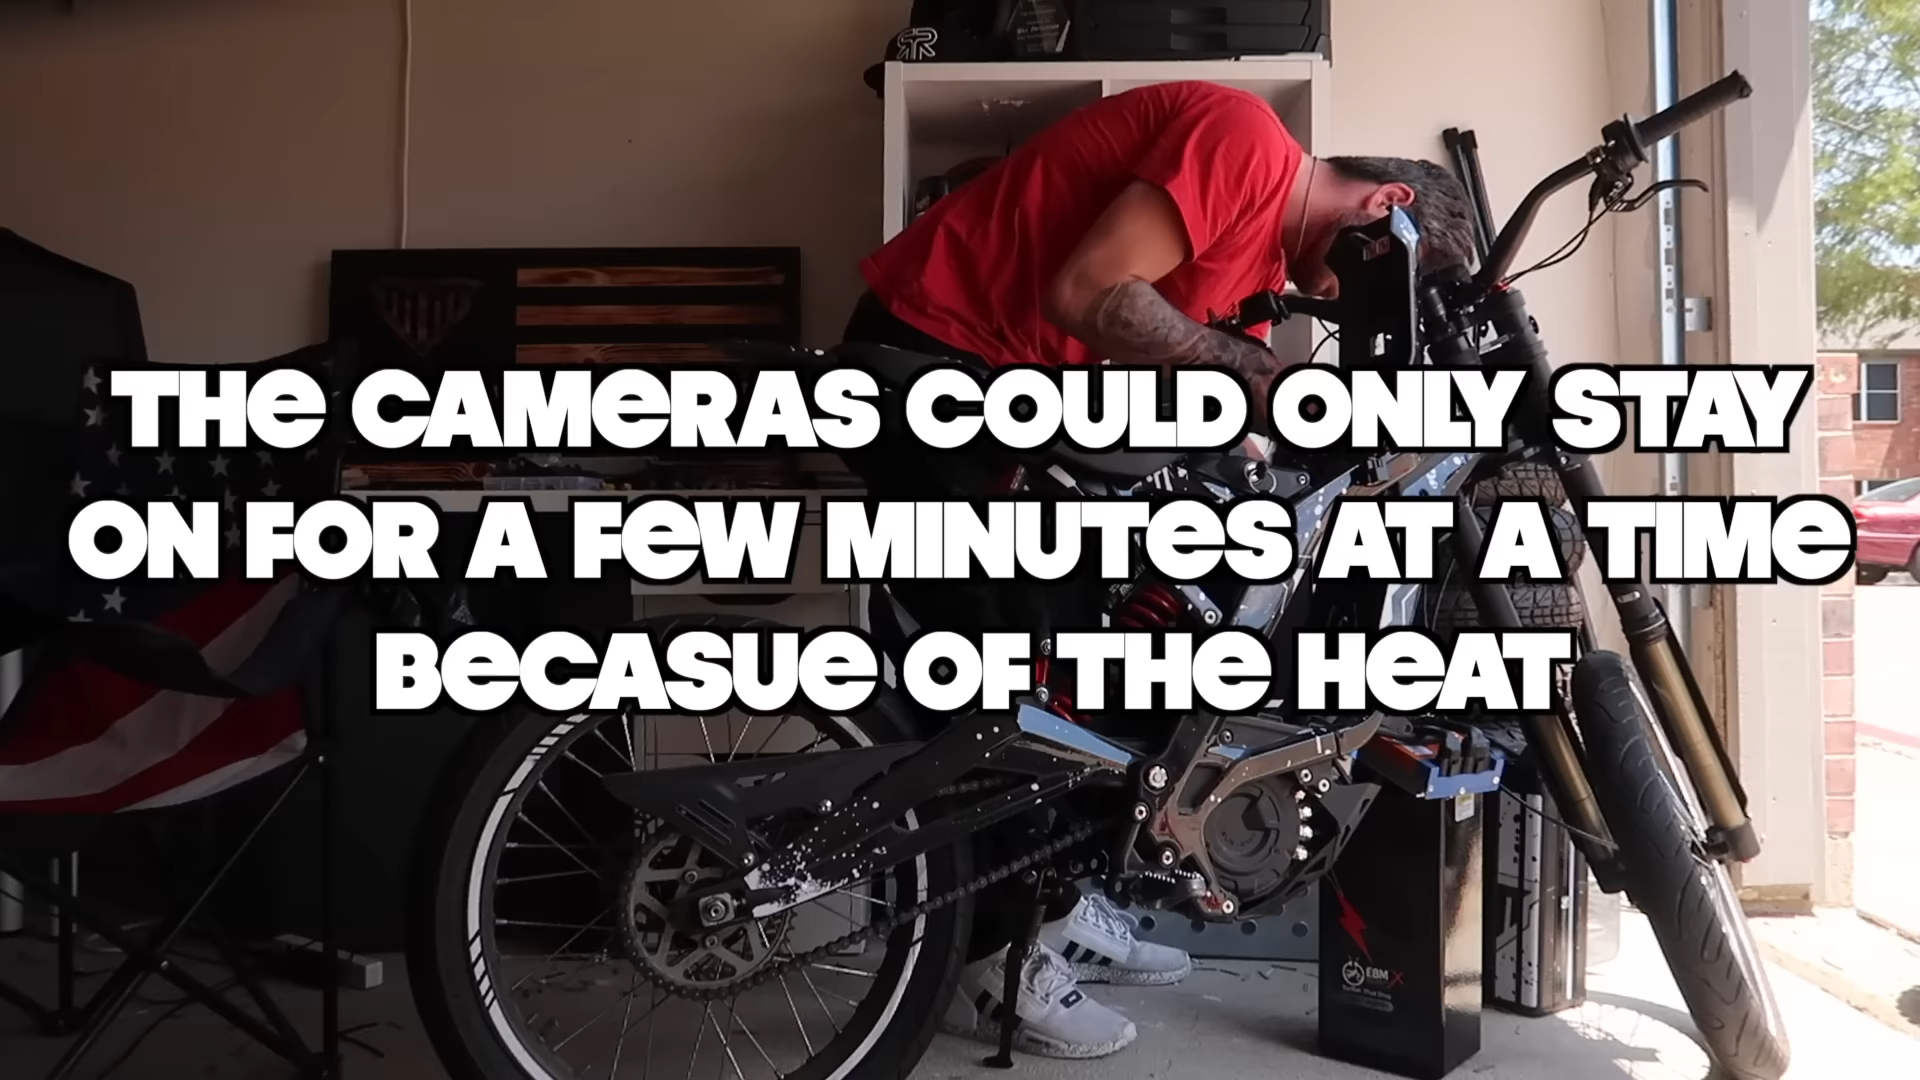 THE CAMERAS COULD ONLY STAY
ON FOR A FEW MINUTES AT A TIME
BECASUE OF THE HEAT
EBM X